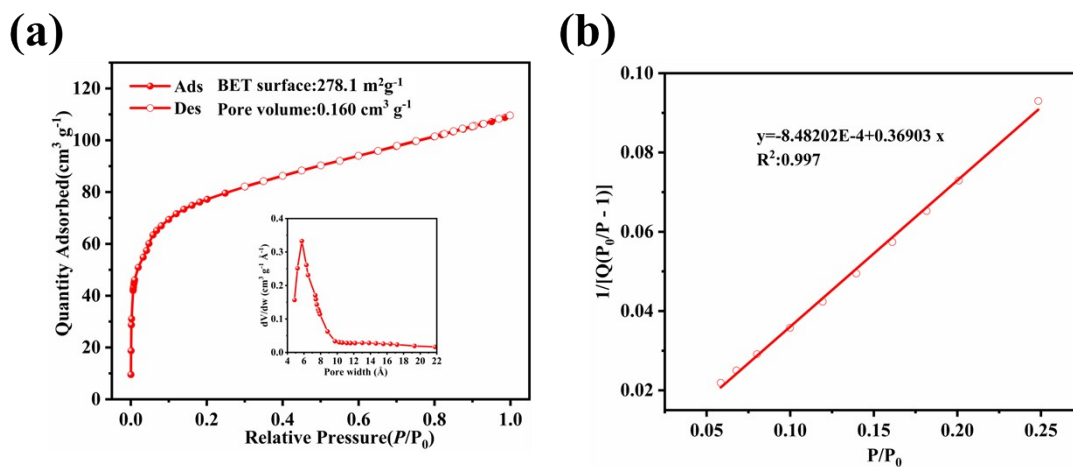 (a)
Quantity Adsorbed(cm³ g⁻¹)
120
100
80
60
40
20
0
Ads BET surface:278.1 m²g⁻¹
Des Pore volume:0.160 cm³ g⁻¹
dV/dw (cm³ g⁻¹ Å⁻¹)
0.4
0.3
0.2
0.1
0.0
4 6 8 10 12 14 16 18 20 22
Pore width (Å)
0.0 0.2 0.4 0.6 0.8 1.0
Relative Pressure(P/P₀)
(b)
1/[Q(P₀/P - 1)]
0.10
0.08
0.06
0.04
0.02
y=-8.48202E-4+0.36903 x
R²:0.997
0.05 0.10 0.15 0.20 0.25
P/P₀